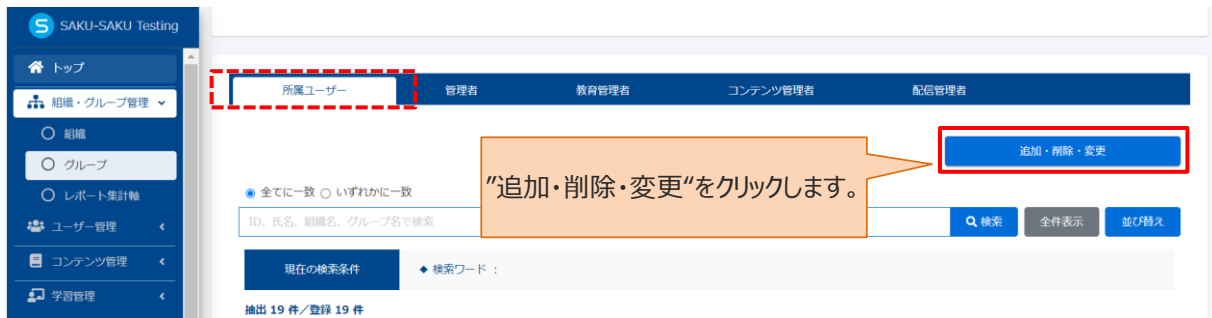 SAKU-SAKU Testing
トップ
組織・グループ管理
組織
グループ
レポート集計軸
ユーザー管理
コンテンツ管理
学習管理
所属ユーザー 管理者 教育管理者 コンテンツ管理者 配信管理者
追加・削除・変更
”追加・削除・変更“をクリックします。
全てに一致 いずれかに一致
ID、氏名、組織名、グループ名で検索
検索 全件表示 並び替え
現在の検索条件 ◆ 検索ワード :
抽出 19 件／登録 19 件